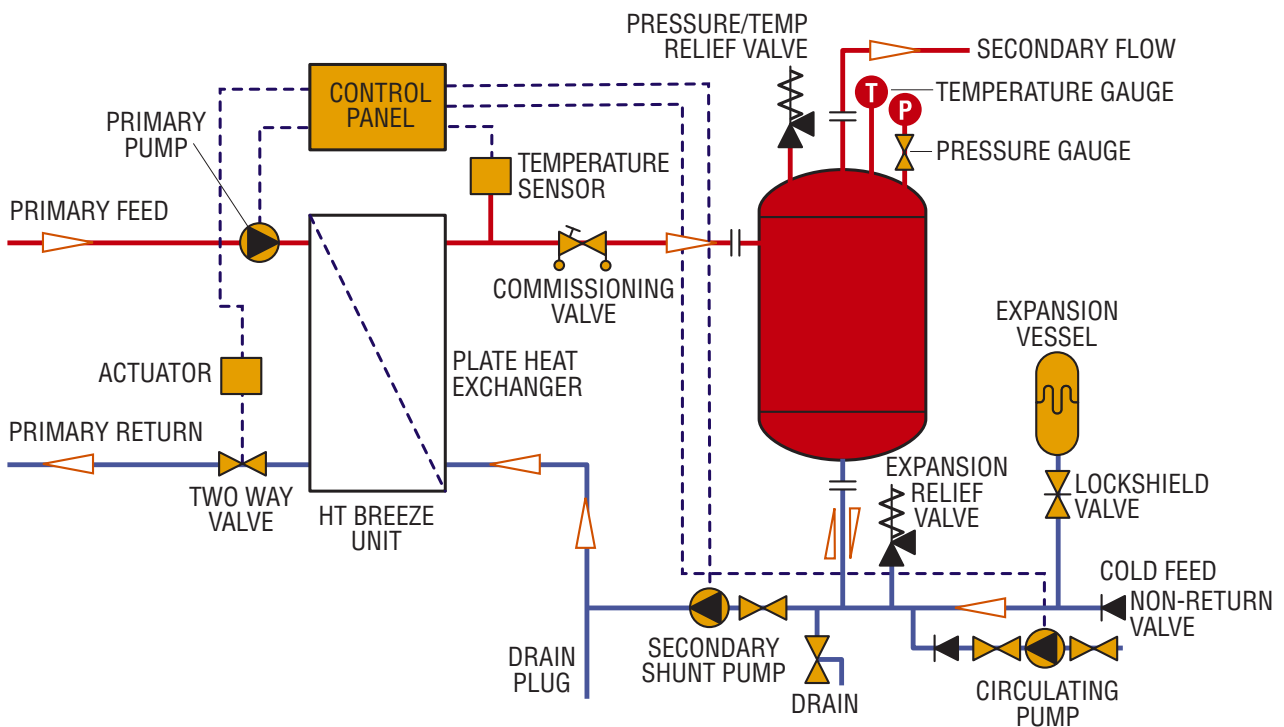 PRESSURE/TEMP
RELIEF VALVE
SECONDARY FLOW
CONTROL
PANEL
T
TEMPERATURE GAUGE
P
PRIMARY
PUMP
PRESSURE GAUGE
TEMPERATURE
SENSOR
PRIMARY FEED
COMMISSIONING
VALVE
EXPANSION
VESSEL
ACTUATOR
PLATE HEAT
EXCHANGER
PRIMARY RETURN
TWO WAY
VALVE
HT BREEZE
UNIT
EXPANSION
RELIEF
VALVE
LOCKSHIELD
VALVE
COLD FEED
NON-RETURN
VALVE
SECONDARY
SHUNT PUMP
DRAIN
PLUG
DRAIN
CIRCULATING
PUMP